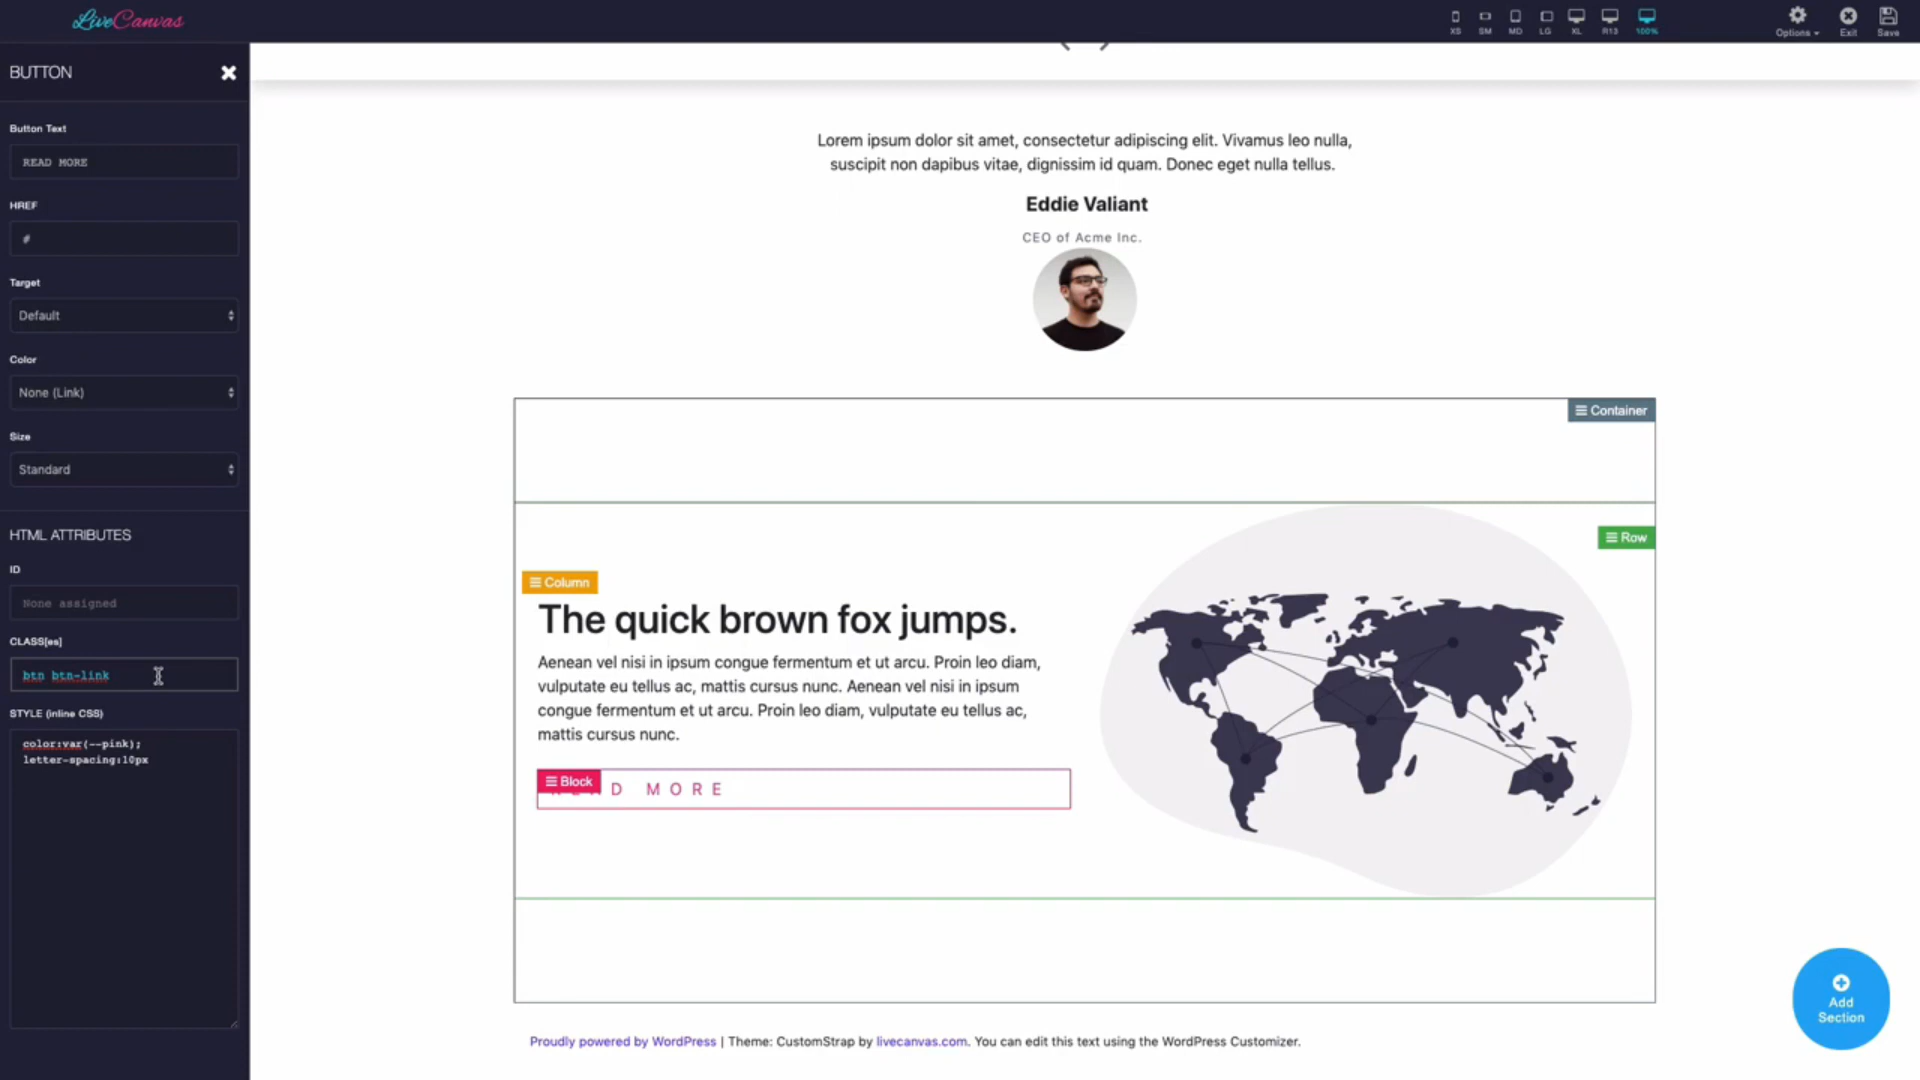 LiveCanvas
XS SM MD LG XL R13 100%
Options Exit Save
BUTTON
Button Text
READ MORE
HREF
#
Target
Default
Color
None (Link)
Size
Standard
HTML ATTRIBUTES
ID
None assigned
CLASS[es]
btn btn-link
STYLE (inline CSS)
color:var(--pink);
letter-spacing:10px
Lorem ipsum dolor sit amet, consectetur adipiscing elit. Vivamus leo nulla,
suscipit non dapibus vitae, dignissim id quam. Donec eget nulla tellus.
Eddie Valiant
CEO of Acme Inc.
Container
Row
Column
The quick brown fox jumps.
Aenean vel nisi in ipsum congue fermentum et ut arcu. Proin leo diam,
vulputate eu tellus ac, mattis cursus nunc. Aenean vel nisi in ipsum
congue fermentum et ut arcu. Proin leo diam, vulputate eu tellus ac,
mattis cursus nunc.
Block
D MORE
Add
Section
Proudly powered by WordPress | Theme: CustomStrap by livecanvas.com. You can edit this text using the WordPress Customizer.